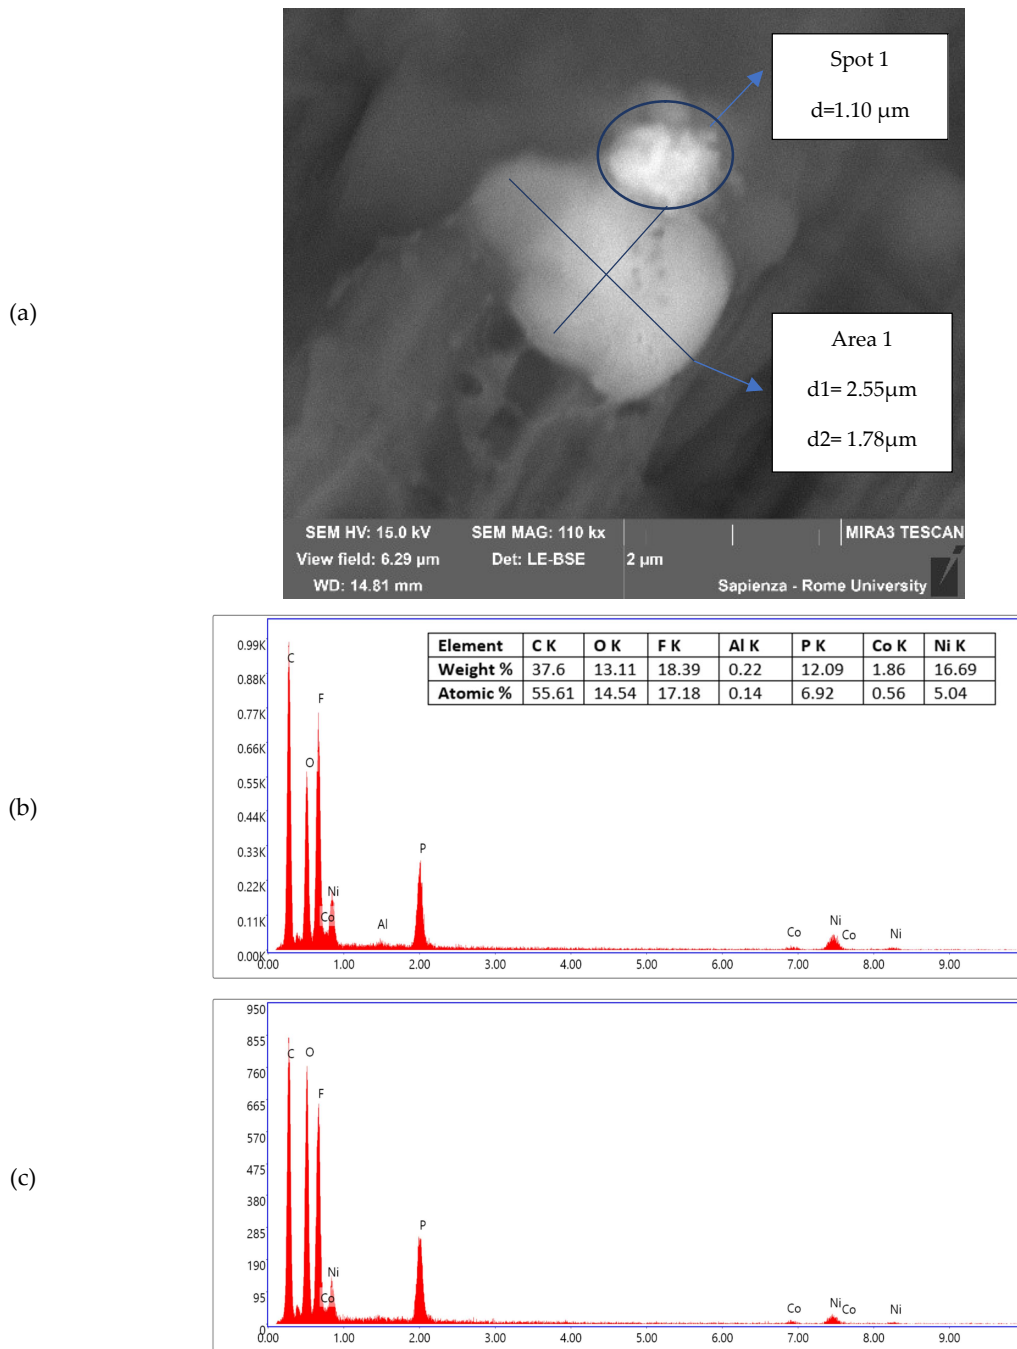 Spot 1
d=1.10 µm
(a)
Area 1
d1= 2.55µm
d2= 1.78µm
SEM HV: 15.0 kV SEM MAG: 110 kx MIRA3 TESCAN
View field: 6.29 µm Det: LE-BSE 2 µm
WD: 14.81 mm Sapienza - Rome University
(b)
Element C K O K F K Al K P K Co K Ni K
Weight % 37.6 13.11 18.39 0.22 12.09 1.86 16.69
Atomic % 55.61 14.54 17.18 0.14 6.92 0.56 5.04
0.99K
0.88K
0.77K
0.66K
0.55K
0.44K
0.33K
0.22K
0.11K
0.00K
C
F
O
P
Ni
Co
Al
Co
Ni
Co
Ni
0.00 1.00 2.00 3.00 4.00 5.00 6.00 7.00 8.00 9.00
(c)
950
855
760
665
570
475
380
285
190
95
0
C
O
F
P
Ni
Co
Co
Ni
Co
Ni
0.00 1.00 2.00 3.00 4.00 5.00 6.00 7.00 8.00 9.00